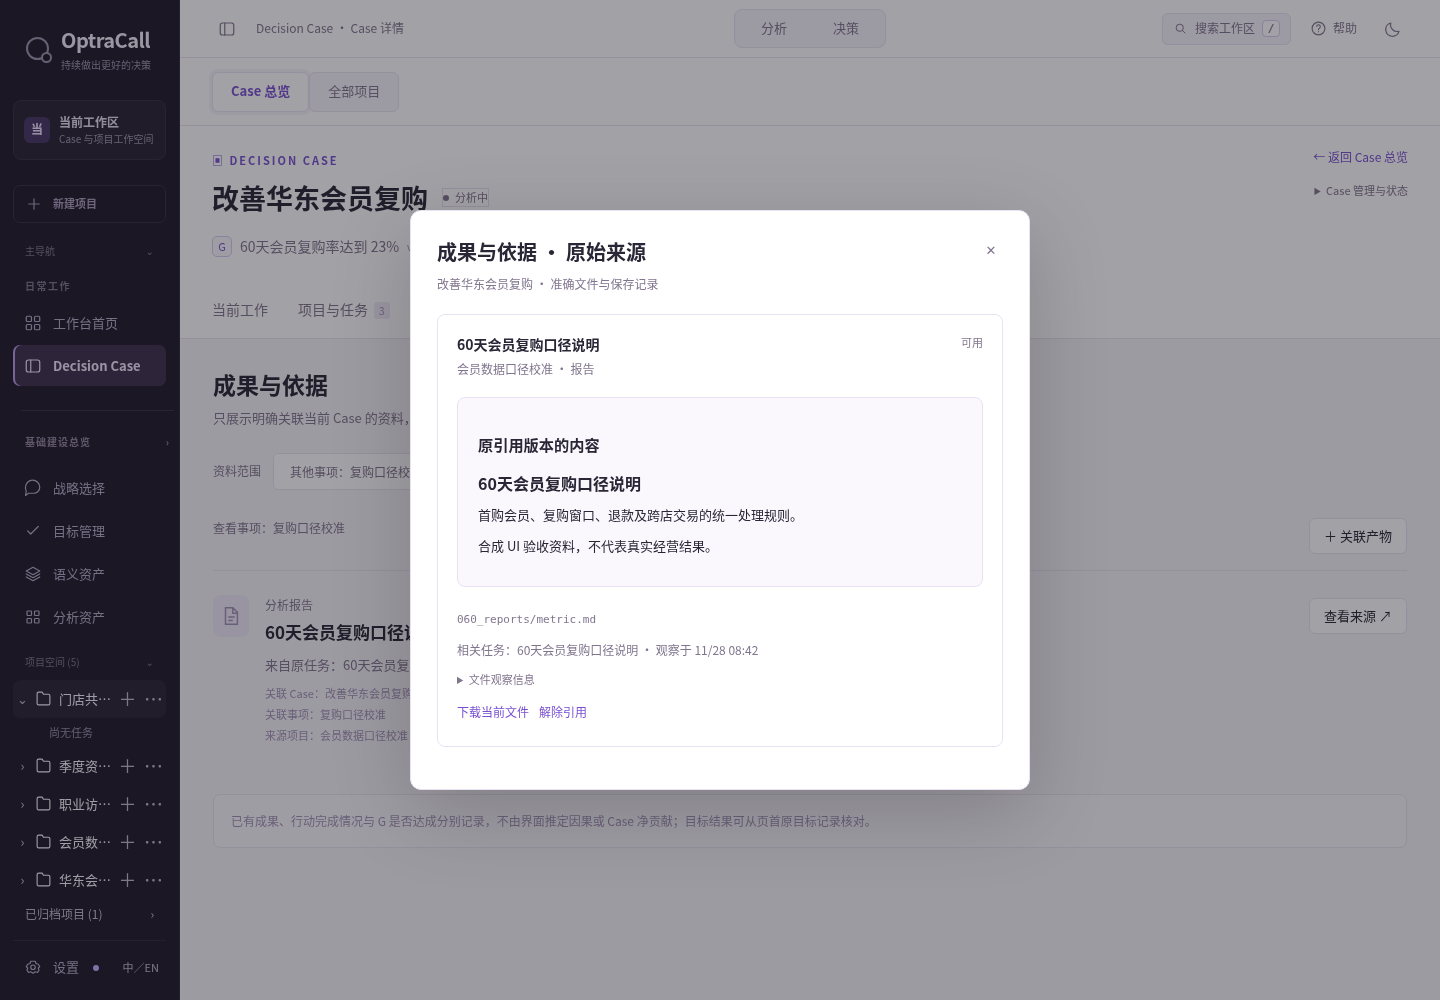 OptraCall
持续做出更好的决策
当
当前工作区
Case 与项目工作空间
新建项目
主导航
日常工作
工作台首页
Decision Case
基础建设总览
战略选择
目标管理
语义资产
分析资产
项目空间 (5)
门店共…
尚无任务
季度资…
职业访…
会员数…
华东会…
已归档项目 (1)
设置
中／EN
Decision Case · Case 详情
分析
决策
搜索工作区 /
帮助
Case 总览
全部项目
DECISION CASE
← 返回 Case 总览
改善华东会员复购
分析中
Case 管理与状态
G 60天会员复购率达到 23%
当前工作
项目与任务 3
成果与依据
只展示明确关联当前 Case 的资料，
资料范围
其他事项：复购口径校
查看事项：复购口径校准
＋ 关联产物
分析报告
60天会员复购口径
来自原任务：60天会员复
关联 Case：改善华东会员复购
关联事项：复购口径校准
来源项目：会员数据口径校准
查看来源 ↗
已有成果、行动完成情况与 G 是否达成分别记录，不由界面推定因果或 Case 净贡献；目标结果可从页首原目标记录核对。
成果与依据 · 原始来源
×
改善华东会员复购 · 准确文件与保存记录
60天会员复购口径说明
可用
会员数据口径校准 · 报告
原引用版本的内容
60天会员复购口径说明
首购会员、复购窗口、退款及跨店交易的统一处理规则。
合成 UI 验收资料，不代表真实经营结果。
060_reports/metric.md
相关任务：60天会员复购口径说明 · 观察于 11/28 08:42
文件观察信息
下载当前文件 解除引用